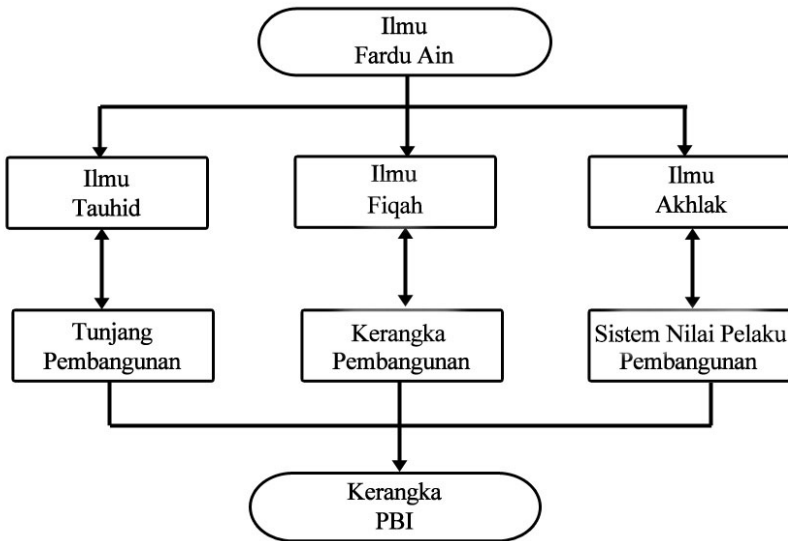 Ilmu
Fardu Ain
Ilmu
Tauhid
Ilmu
Fiqah
Ilmu
Akhlak
Tunjang
Pembangunan
Kerangka
Pembangunan
Sistem Nilai Pelaku
Pembangunan
Kerangka
PBI